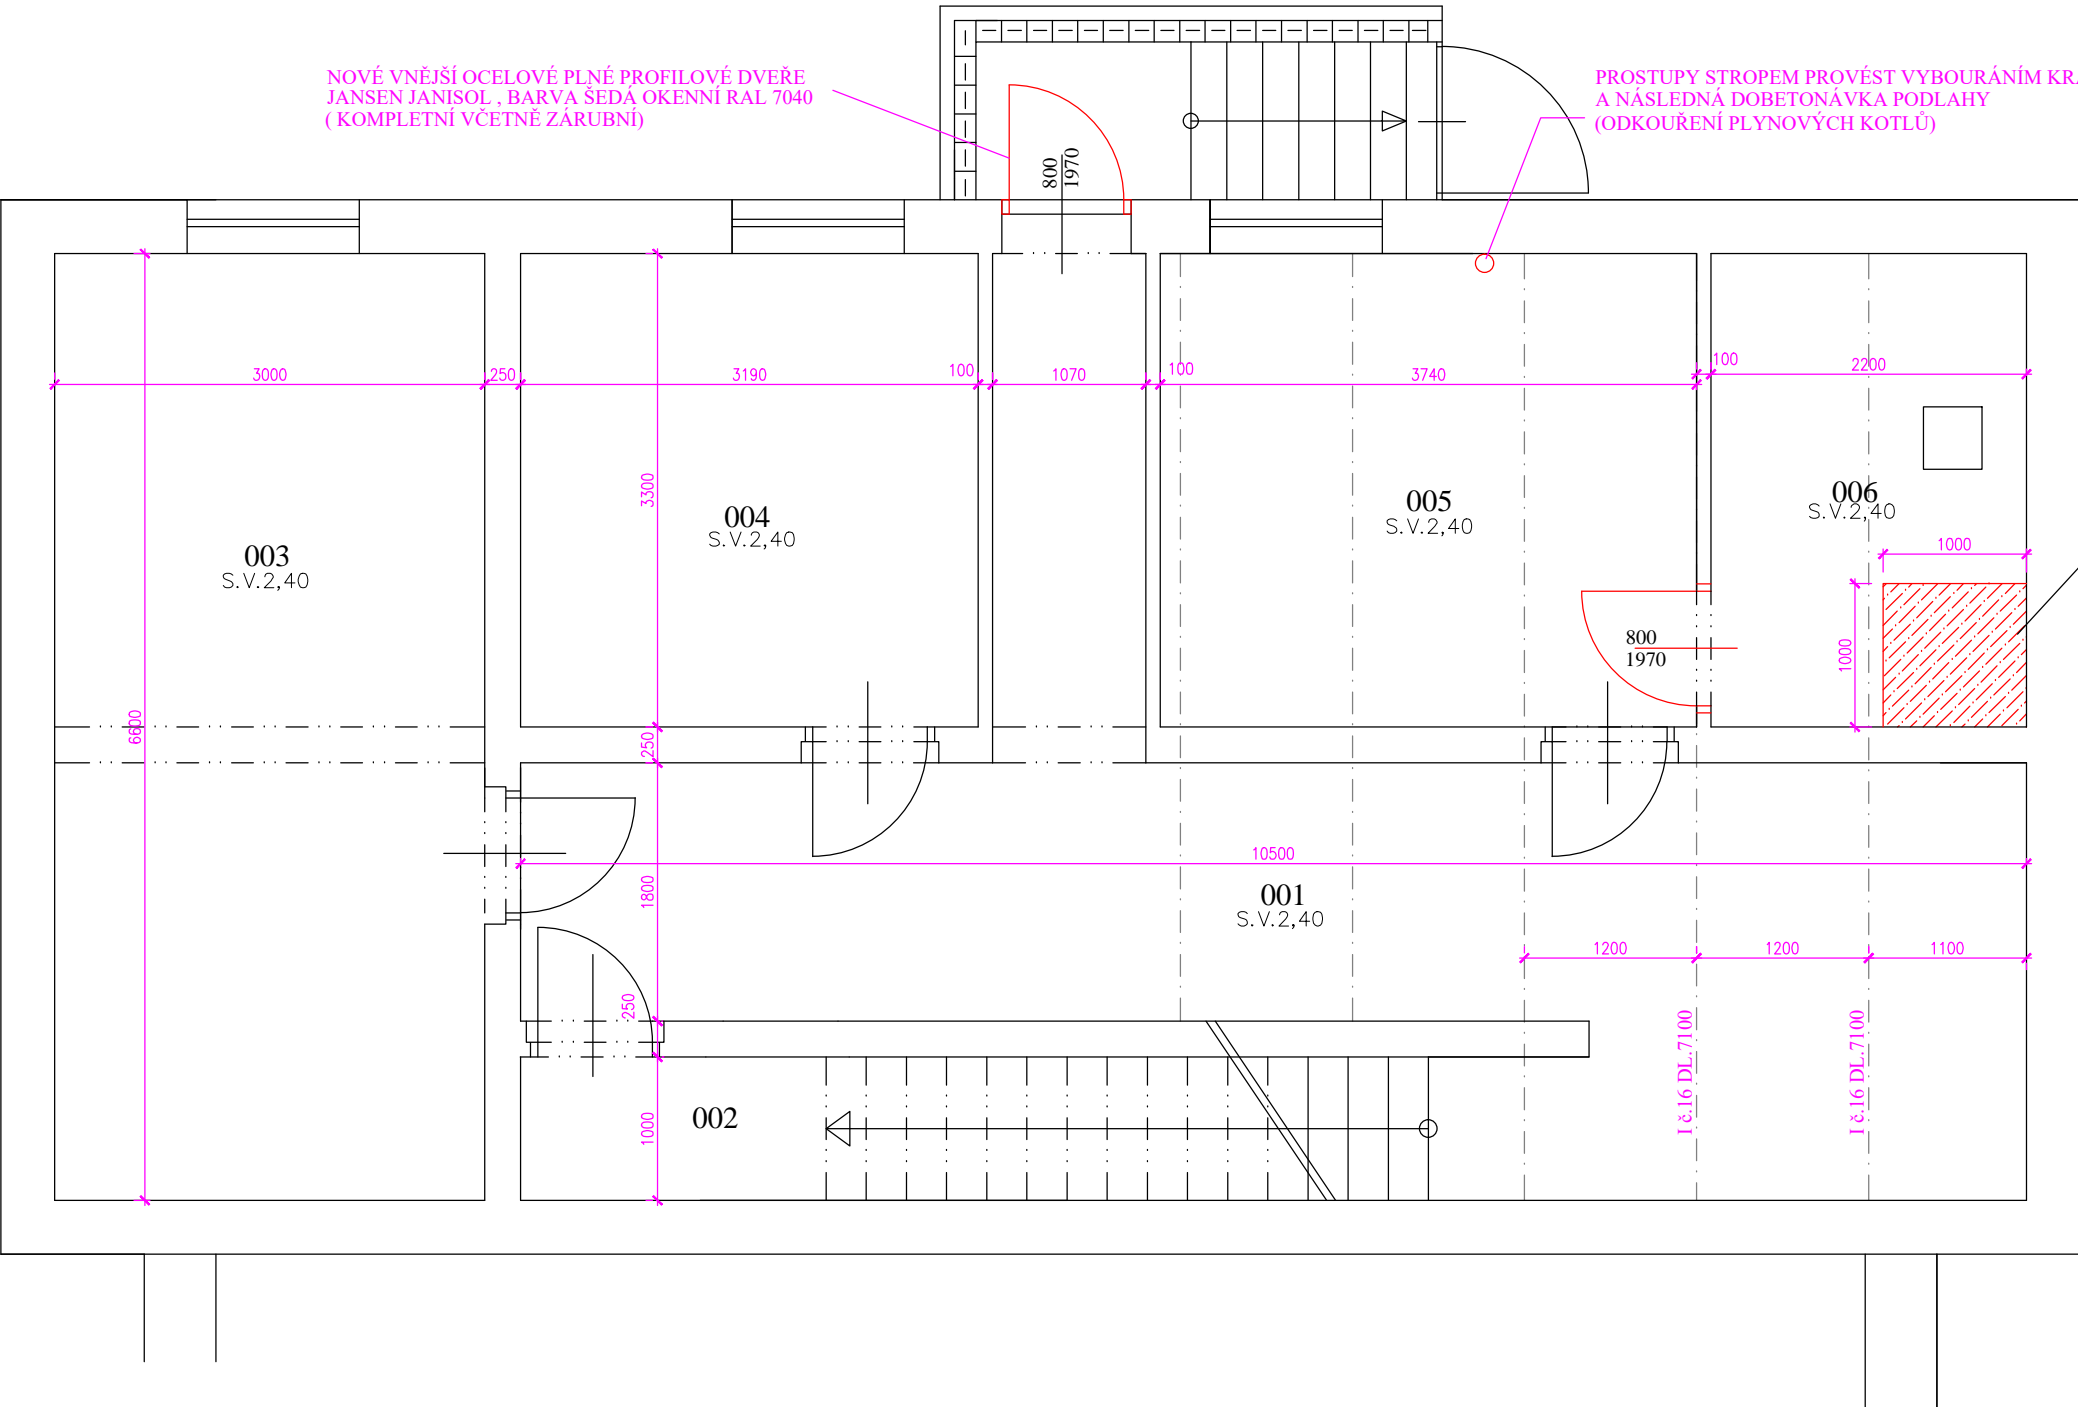 NOVÉ VNĚJŠÍ OCELOVÉ PLNÉ PROFILOVÉ DVEŘE
JANSEN JANISOL , BARVA ŠEDÁ OKENNÍ RAL 7040
( KOMPLETNÍ VČETNĚ ZÁRUBNÍ)
PROSTUPY STROPEM PROVÉST VYBOURÁNÍM
A NÁSLEDNÁ DOBETONÁVKA PODLAHY
(ODKOUŘENÍ PLYNOVÝCH KOTLŮ)
800
1970
3000
250
3190
100
1070
100
3740
100
2200
3300
6600
003
S.V.2,40
004
S.V.2,40
005
S.V.2,40
006
S.V.2,40
1000
1000
800
1970
250
1800
10500
001
S.V.2,40
1200
1200
1100
250
1000
002
I č.16 DL.7100
I č.16 DL.7100